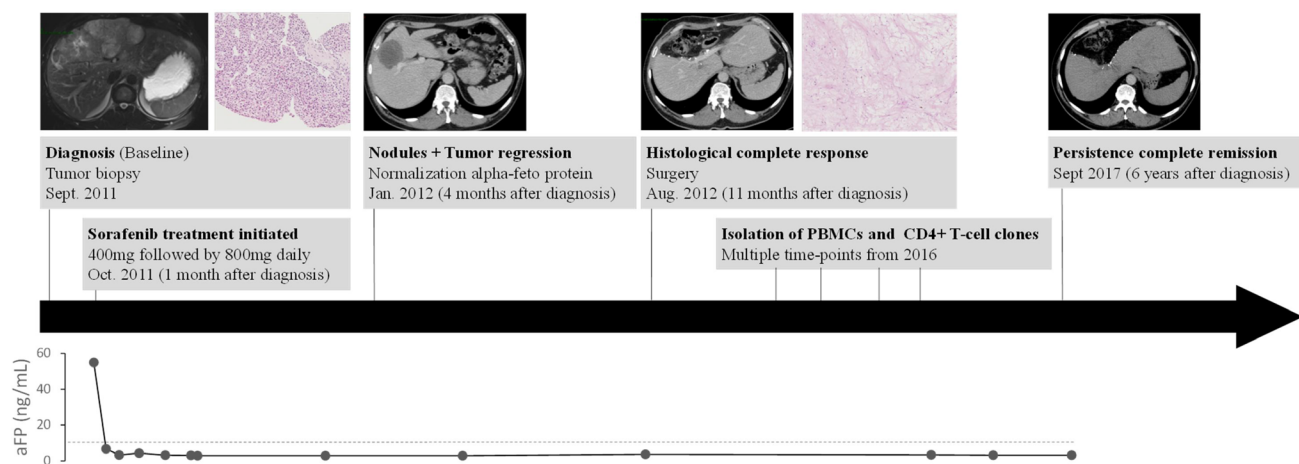 Diagnosis (Baseline)
Tumor biopsy
Sept. 2011
Sorafenib treatment initiated
400mg followed by 800mg daily
Oct. 2011 (1 month after diagnosis)
Nodules + Tumor regression
Normalization alpha-feto protein
Jan. 2012 (4 months after diagnosis)
Histological complete response
Surgery
Aug. 2012 (11 months after diagnosis)
Isolation of PBMCs and CD4+ T-cell clones
Multiple time-points from 2016
Persistence complete remission
Sept 2017 (6 years after diagnosis)
aFP (ng/mL)
60
40
20
0